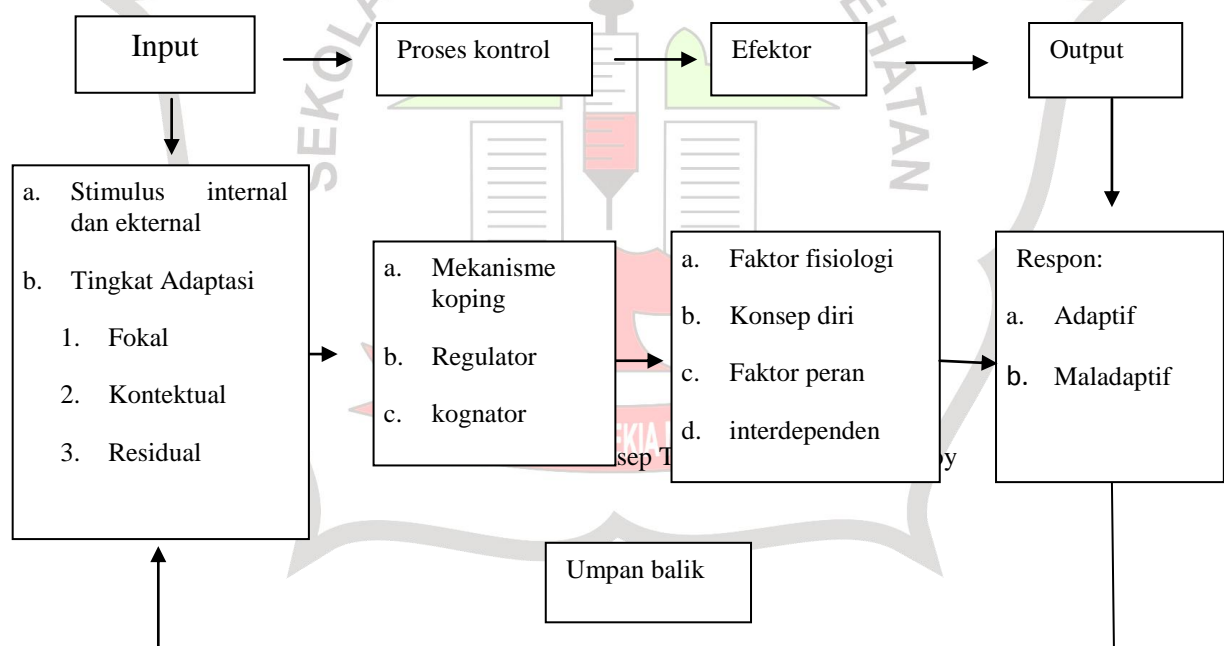 Input
Proses kontrol
Efektor
Output
a. Stimulus internal
dan ekternal
b. Tingkat Adaptasi
1. Fokal
2. Kontektual
3. Residual
a. Mekanisme
koping
b. Regulator
c. kognator
a. Faktor fisiologi
b. Konsep diri
c. Faktor peran
d. interdependen
Respon:
a. Adaptif
b. Maladaptif
Umpan balik